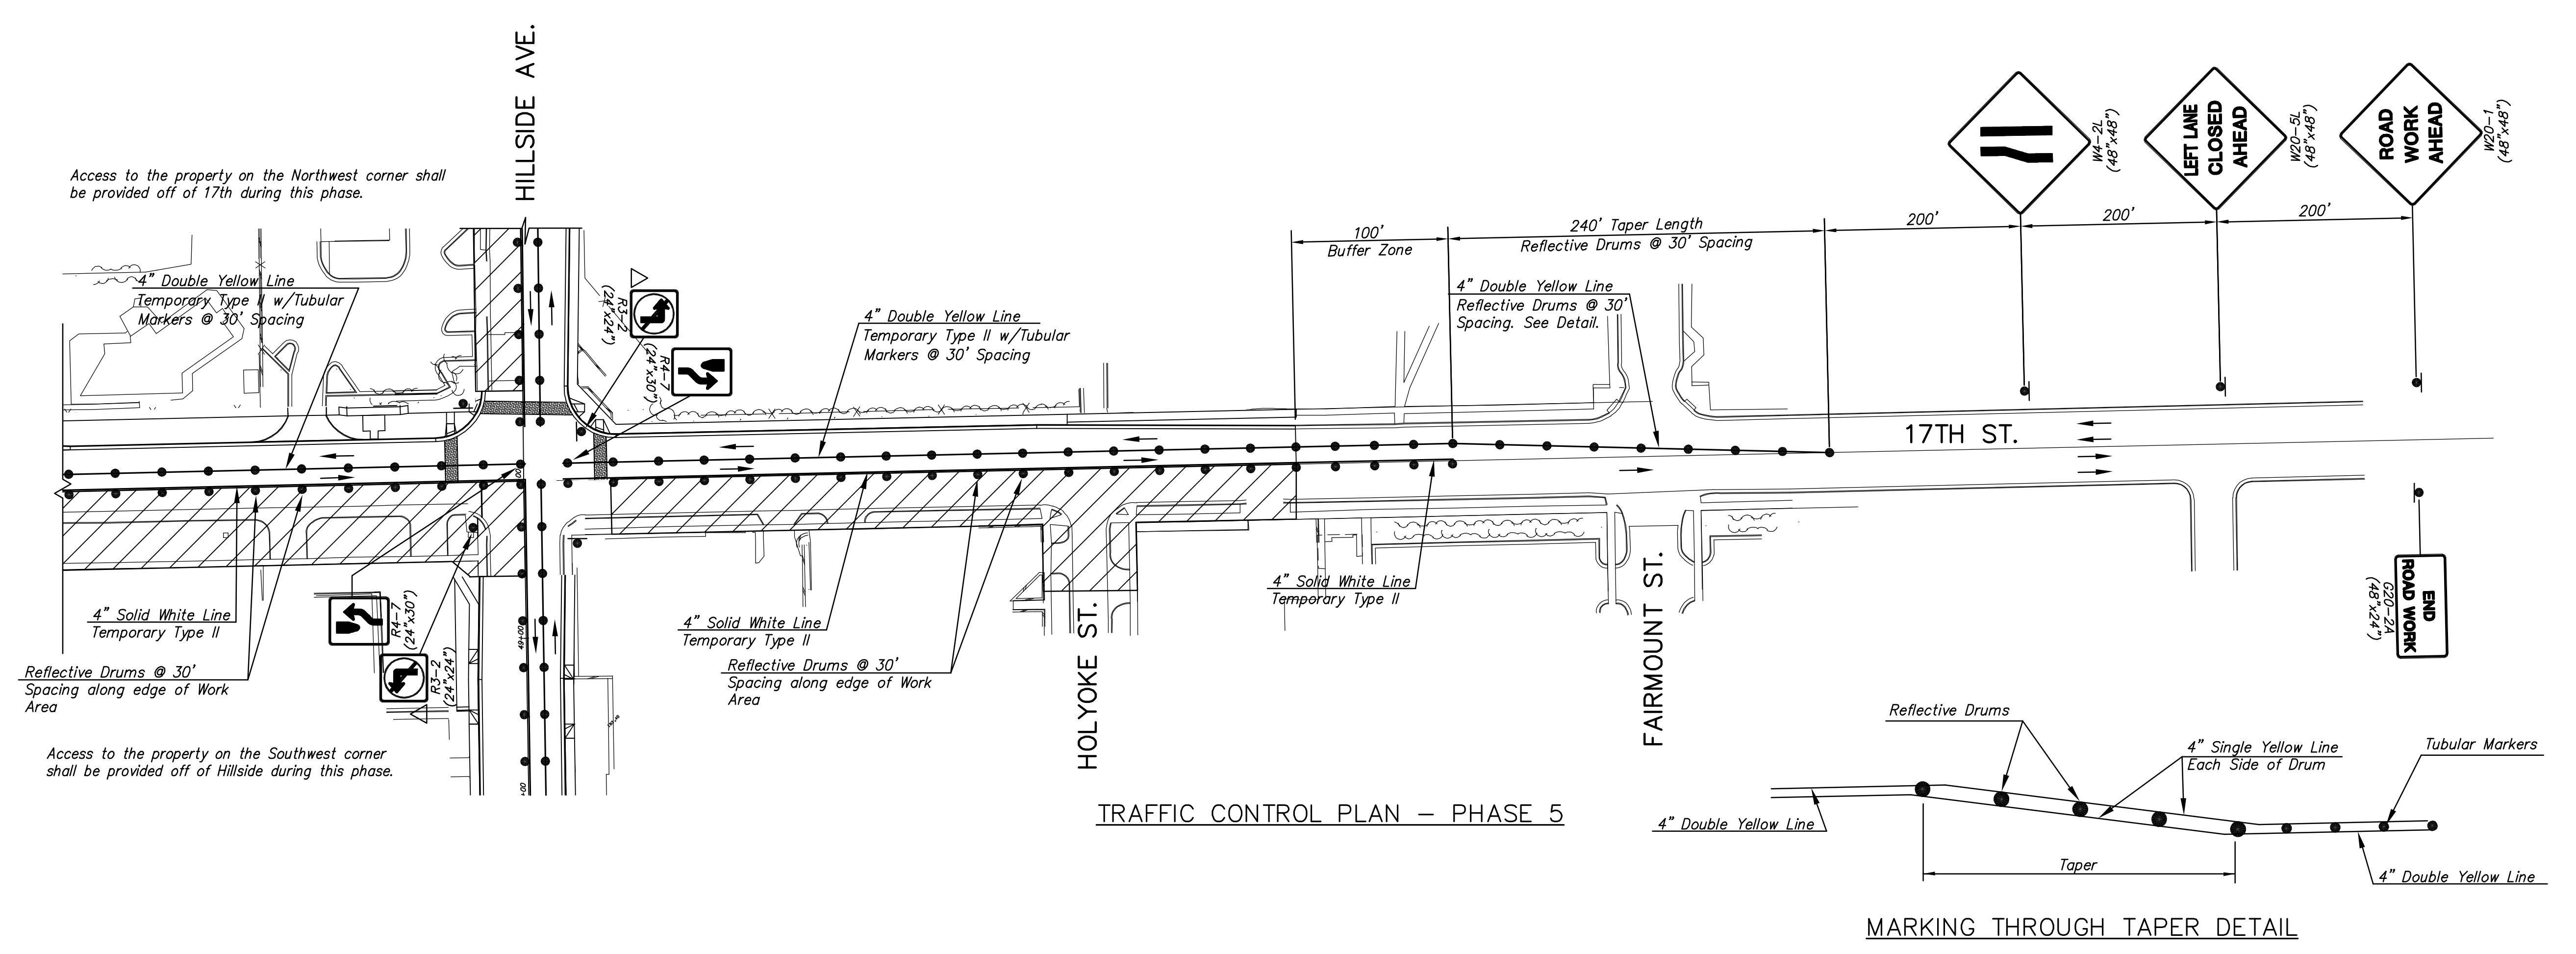 HILLSIDE AVE.
Access to the property on the Northwest corner shall
be provided off of 17th during this phase.
4" Double Yellow Line
Temporary Type II w/Tubular
Markers @ 30' Spacing
R3-2
(24"x24")
R4-7
(24"x30")
4" Double Yellow Line
Temporary Type II w/Tubular
Markers @ 30' Spacing
100'
Buffer Zone
240' Taper Length
Reflective Drums @ 30' Spacing
4" Double Yellow Line
Reflective Drums @ 30'
Spacing. See Detail.
200'
200'
200'
W4-2L
(48"x48")
LEFT LANE
CLOSED
AHEAD
W20-5L
(48"x48")
ROAD
WORK
AHEAD
W20-1
(48"x48")
17TH ST.
4" Solid White Line
Temporary Type II
Reflective Drums @ 30'
Spacing along edge of Work
Area
R4-7
(24"x30")
R3-2
(24"x24")
49+00
Access to the property on the Southwest corner
shall be provided off of Hillside during this phase.
4" Solid White Line
Temporary Type II
Reflective Drums @ 30'
Spacing along edge of Work
Area
HOLYOKE ST.
4" Solid White Line
Temporary Type II
FAIRMOUNT ST.
END
ROAD WORK
G20-2A
(48"x24")
TRAFFIC CONTROL PLAN - PHASE 5
Reflective Drums
4" Single Yellow Line
Each Side of Drum
Tubular Markers
4" Double Yellow Line
Taper
4" Double Yellow Line
MARKING THROUGH TAPER DETAIL